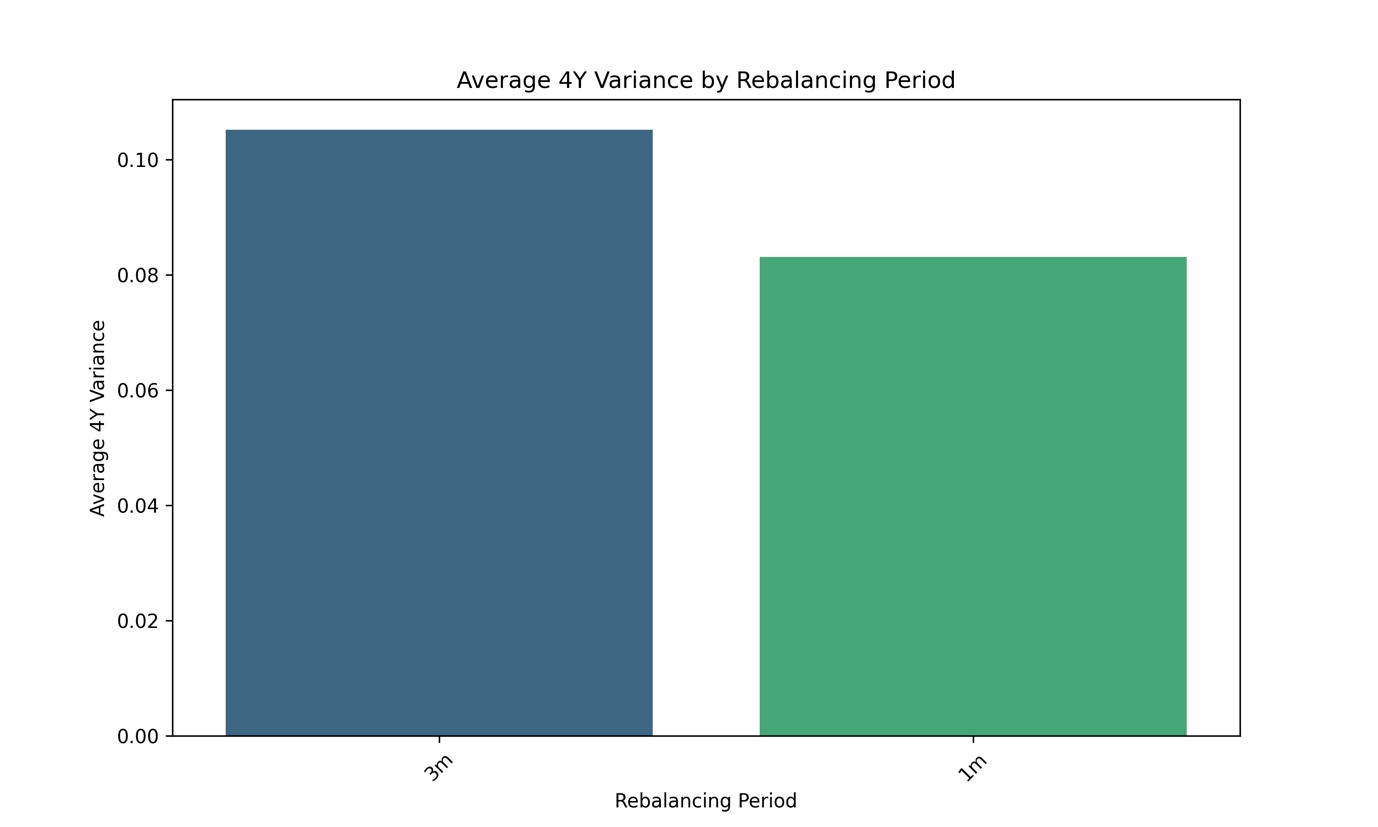 Average 4Y Variance by Rebalancing Period
Average 4Y Variance
0.10
0.08
0.06
0.04
0.02
0.00
3m
1m
Rebalancing Period